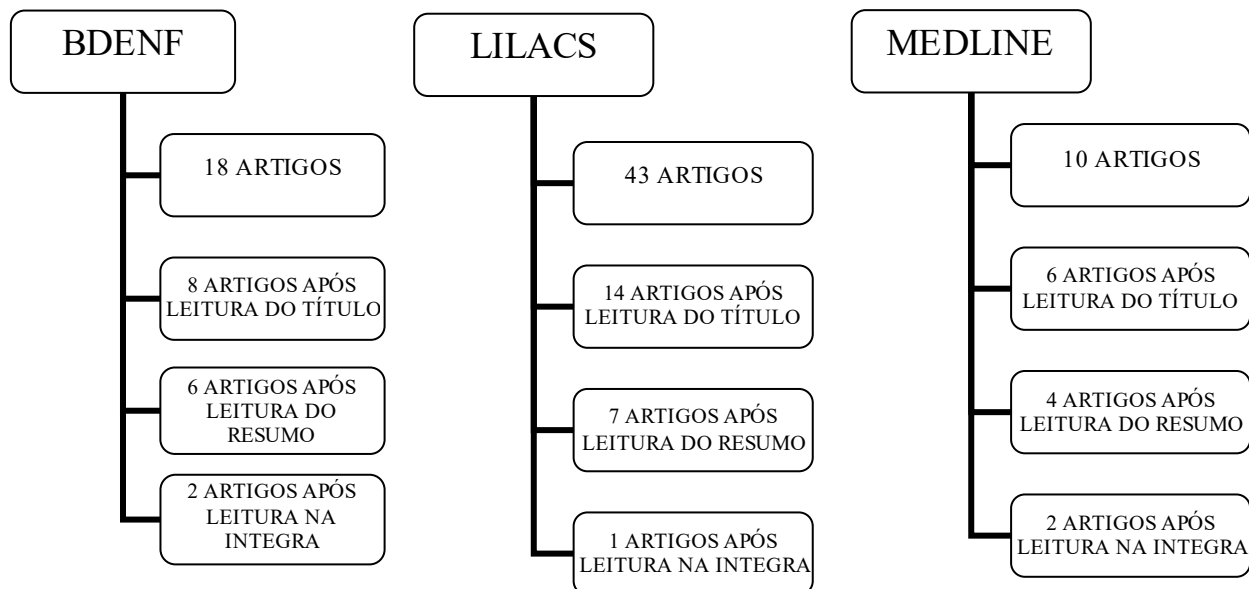 BDENF
18 ARTIGOS
8 ARTIGOS APÓS
LEITURA DO TÍTULO
6 ARTIGOS APÓS
LEITURA DO
RESUMO
2 ARTIGOS APÓS
LEITURA NA
INTEGRA
LILACS
43 ARTIGOS
14 ARTIGOS APÓS
LEITURA DO TÍTULO
7 ARTIGOS APÓS
LEITURA DO RESUMO
1 ARTIGOS APÓS
LEITURA NA INTEGRA
MEDLINE
10 ARTIGOS
6 ARTIGOS APÓS
LEITURA DO TÍTULO
4 ARTIGOS APÓS
LEITURA DO RESUMO
2 ARTIGOS APÓS
LEITURA NA INTEGRA